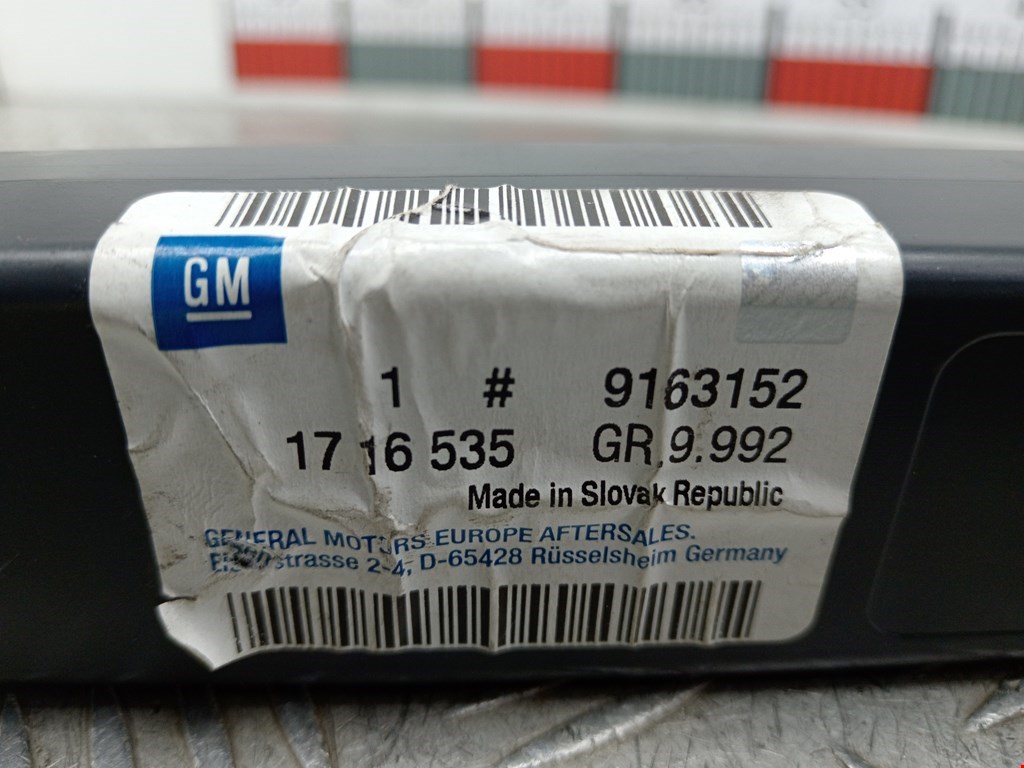 GM
1 # 9163152
17 16 535 GR.9.992
Made in Slovak Republic
GENERAL MOTORS EUROPE AFTERSALES.
2-4, D-65428 Rüsselsheim Germany